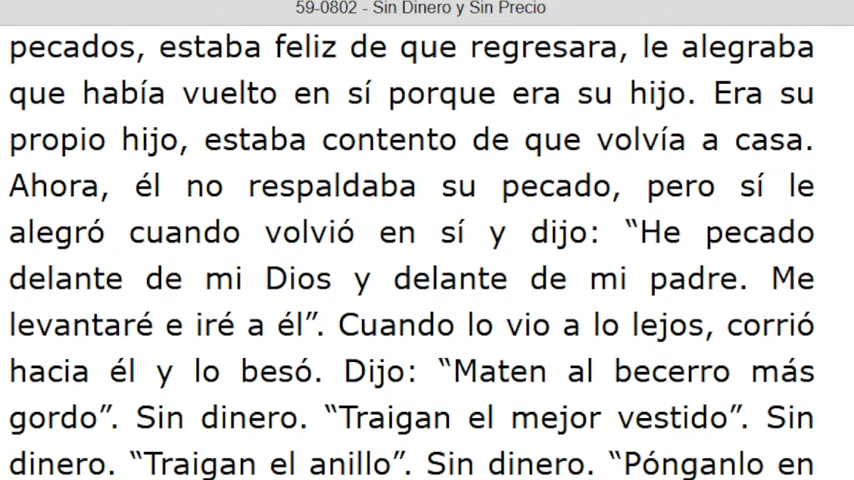 59-0802 - Sin Dinero y Sin Precio
pecados, estaba feliz de que regresara, le alegraba
que había vuelto en sí porque era su hijo. Era su
propio hijo, estaba contento de que volvía a casa.
Ahora, él no respaldaba su pecado, pero sí le
alegró cuando volvió en sí y dijo: “He pecado
delante de mi Dios y delante de mi padre. Me
levantaré e iré a él”. Cuando lo vio a lo lejos, corrió
hacia él y lo besó. Dijo: “Maten al becerro más
gordo”. Sin dinero. “Traigan el mejor vestido”. Sin
dinero. “Traigan el anillo”. Sin dinero. “Pónganlo en